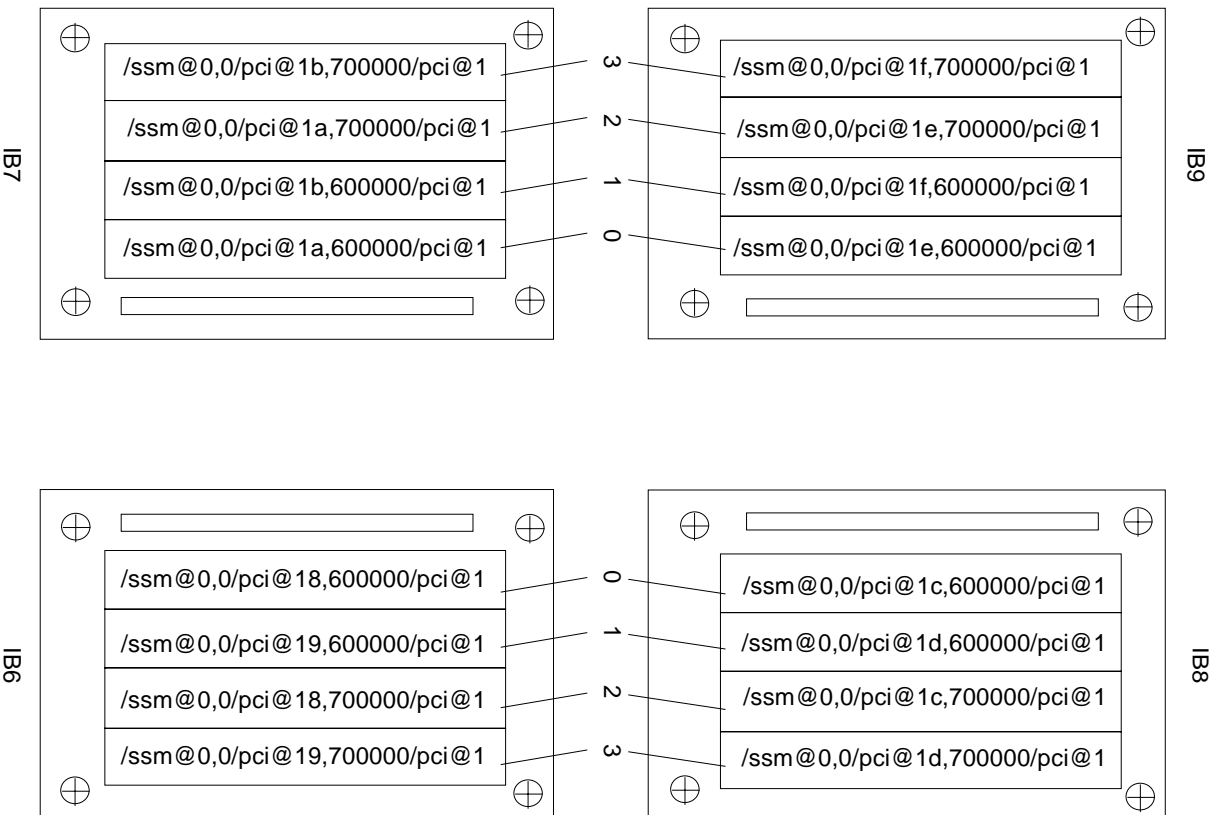 IB7
/ssm@0,0/pci@1b,700000/pci@1
/ssm@0,0/pci@1a,700000/pci@1
/ssm@0,0/pci@1b,600000/pci@1
/ssm@0,0/pci@1a,600000/pci@1
3
2
1
0
/ssm@0,0/pci@1f,700000/pci@1
/ssm@0,0/pci@1e,700000/pci@1
/ssm@0,0/pci@1f,600000/pci@1
/ssm@0,0/pci@1e,600000/pci@1
IB9
IB6
/ssm@0,0/pci@18,600000/pci@1
/ssm@0,0/pci@19,600000/pci@1
/ssm@0,0/pci@18,700000/pci@1
/ssm@0,0/pci@19,700000/pci@1
0
1
2
3
/ssm@0,0/pci@1c,600000/pci@1
/ssm@0,0/pci@1d,600000/pci@1
/ssm@0,0/pci@1c,700000/pci@1
/ssm@0,0/pci@1d,700000/pci@1
IB8